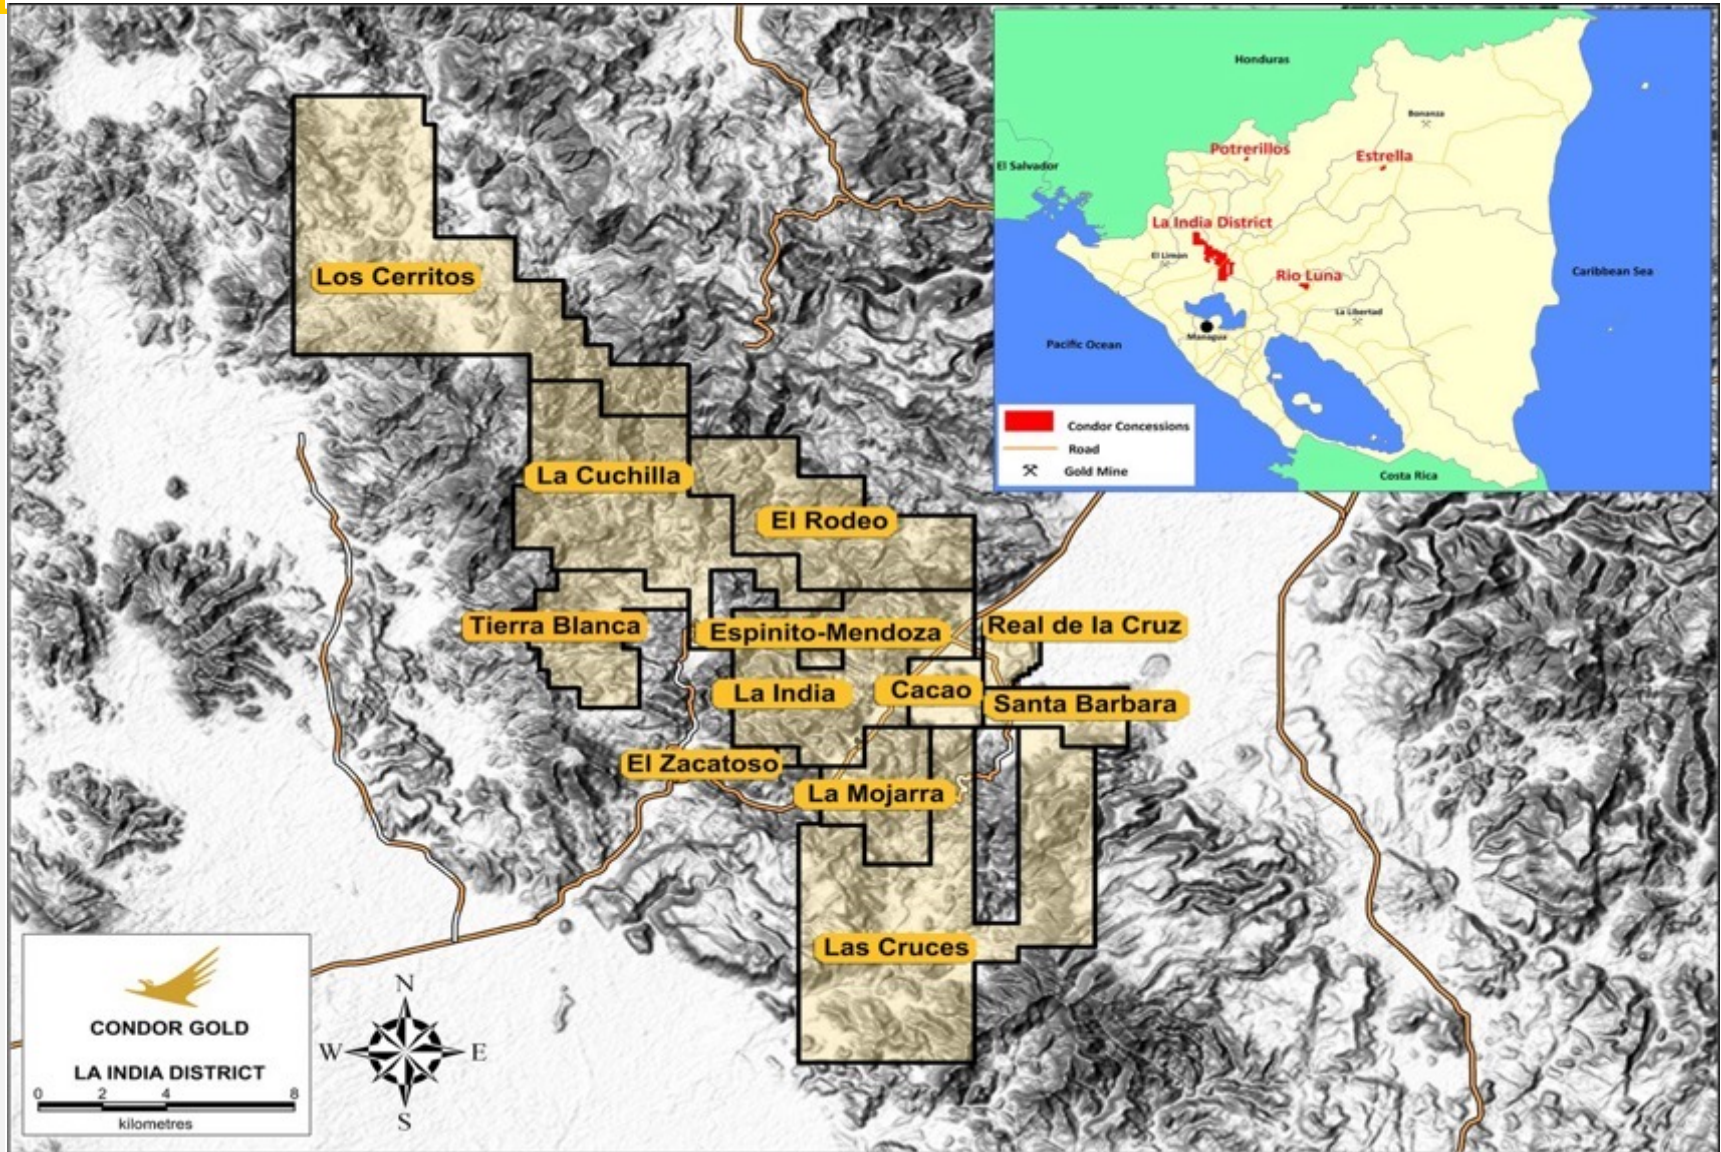 Honduras
Bonanza
El Salvador
Potrerillos
Estrella
La India District
El Limon
Rio Luna
Caribbean Sea
La Libertad
Managua
Pacific Ocean
Costa Rica
Condor Concessions
Road
Gold Mine
Los Cerritos
La Cuchilla
El Rodeo
Tierra Blanca
Espinito-Mendoza
Real de la Cruz
La India
Cacao
Santa Barbara
El Zacatoso
La Mojarra
Las Cruces
CONDOR GOLD
LA INDIA DISTRICT
0 2 4 8
kilometres
N
W E
S